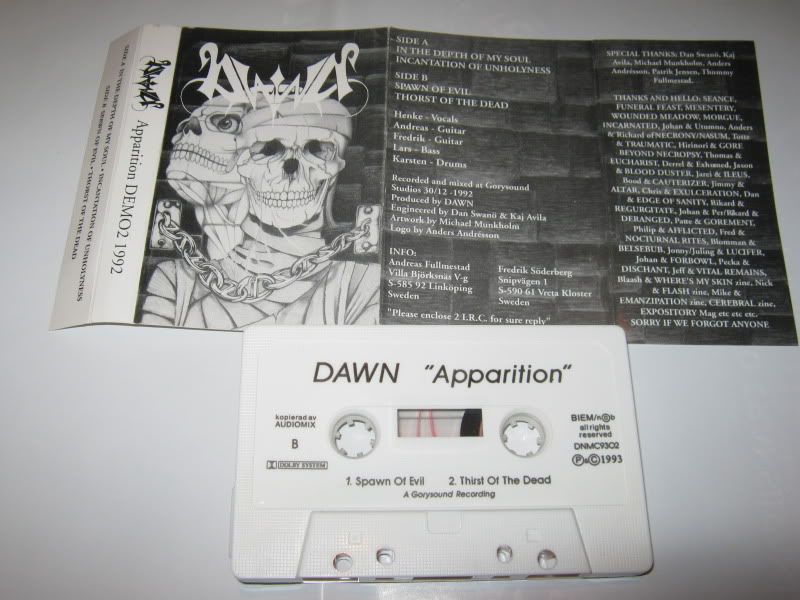 SIDE A IN THE DEPTH OF MY SOUL • INCANTATION OF UNHOLYNESS
SIDE B SPAWN OF EVIL • THORST OF THE DEAD
DAWN Apparition DEMO2 1992
DAWN
SIDE A
IN THE DEPTH OF MY SOUL
INCANTATION OF UNHOLYNESS
SIDE B
SPAWN OF EVIL
THORST OF THE DEAD
Henke - Vocals
Andreas - Guitar
Fredrik - Guitar
Lars - Bass
Karsten - Drums
Recorded and mixed at Gorysound
Studios 30/12 -1992
Produced by DAWN
Engineered by Dan Swanö & Kaj Avila
Artwork by Michael Munkholm
Logo by Anders Andrésson
INFO:
Andreas Fullmestad
Villa Björksnäs V-g
S-585 92 Linköping
Sweden
Fredrik Söderberg
Snipvägen 1
S-590 61 Vreta Kloster
Sweden
"Please enclose 2 I.R.C. for sure reply"
SPECIAL THANKS: Dan Swanö, Kaj
Avila, Michael Munkholm, Anders
Andrésson, Patrik Jensen, Thommy
Fullmestad.
THANKS AND HELLO: SEANCE,
FUNERAL FEAST, MESENTERY,
WOUNDED MEADOW, MORGUE,
INCARNATED, Johan & Utumno, Anders
& Rickard of NECRONY/NASUM, Totte
& TRAUMATIC, Hirinori & GORE
BEYOND NECROPSY, Thomas &
EUCHARIST, Derrel & Exhumed, Jason
& BLOOD DUSTER, Jarei & ILEUS,
Bood & CAUTERIZER, Jimmy &
ALTAR, Chris & EXULCERATION, Dan
& EDGE OF SANITY, Rikard &
REGURGITATE, Johan & Per/Rikard &
DERANGED, Patte & GOREMENT,
Philip & AFFLICTED, Fred &
NOCTURNAL RITES, Blomman &
BELSEBUB, Jonny/Juling & LUCIFER,
Johan & FORBOWL, Pecka &
DISCHANT, Jeff & VITAL REMAINS,
Blaash & WHERE'S MY SKIN zine, Nick
& FLASH zine, Mike &
EMANZIPATION zine, CEREBRAL zine,
EXPOSITORY Mag etc etc etc.
SORRY IF WE FORGOT ANYONE
DAWN "Apparition"
kopierad av
AUDIOMIX
B
DOLBY SYSTEM
BIEM/n©b
all rights
reserved
DNMC9302
Ⓟ&Ⓒ1993
1. Spawn Of Evil 2. Thirst Of The Dead
A Gorysound Recording